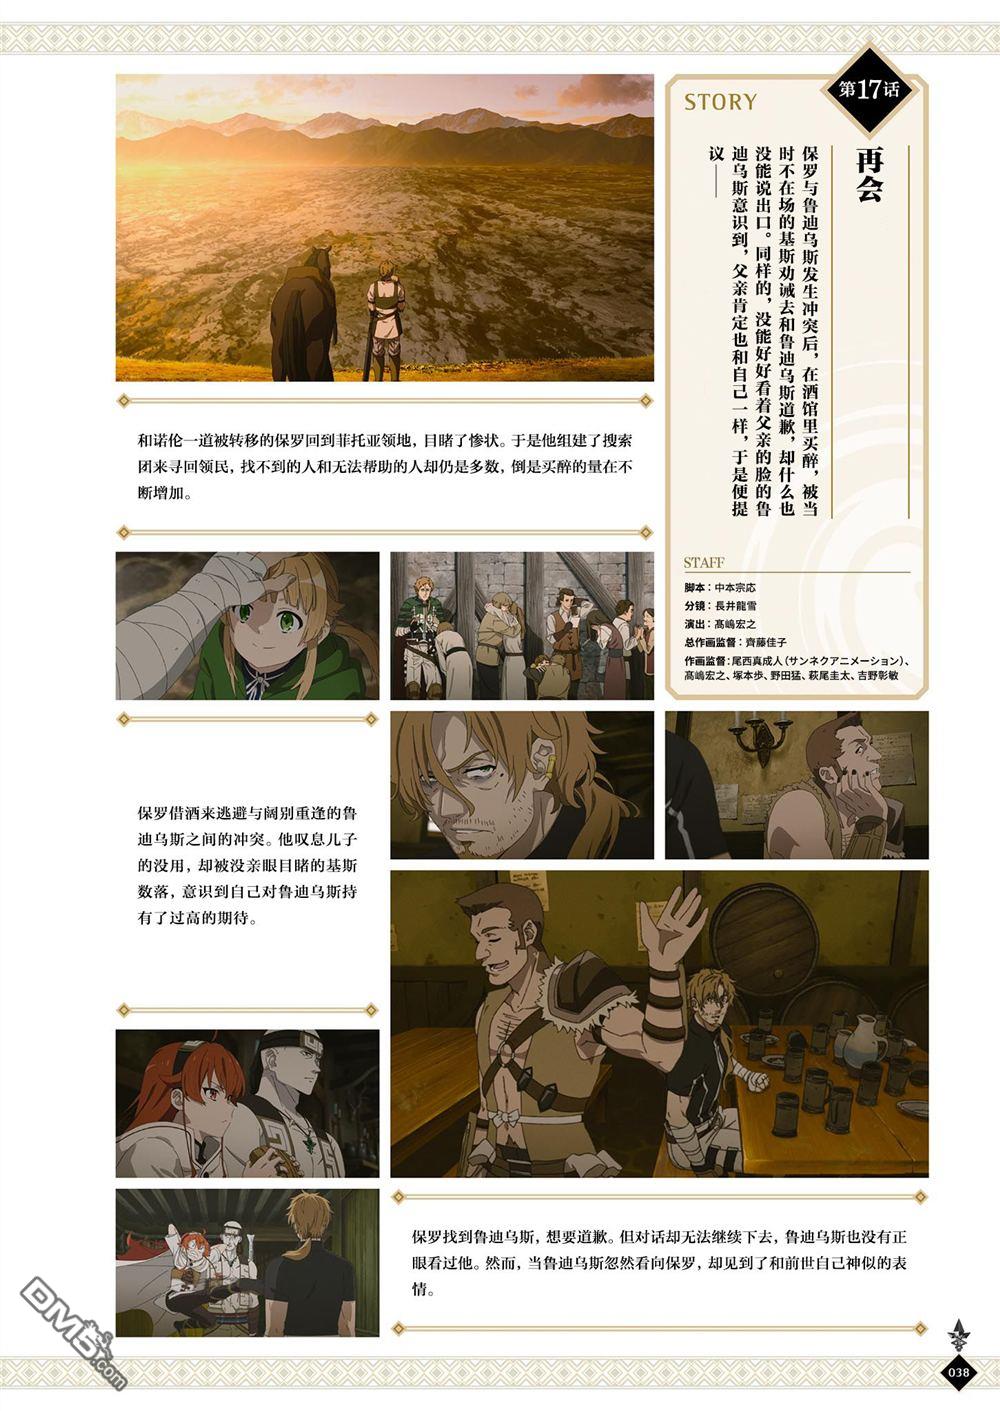 第17话
STORY
再会
保罗与鲁迪乌斯发生冲突后，在酒馆里买醉，被当
时不在场的基斯劝诫去和鲁迪乌斯道歉，却什么也
没能说出口。同样的，没能好好看着父亲的脸的鲁
迪乌斯意识到，父亲肯定也和自己一样，于是便提
议——
STAFF
脚本：中本宗応
分镜：長井龍雪
演出：髙嶋宏之
总作画监督：齊藤佳子
作画监督：尾西真成人（サンネクアニメーション）、
髙嶋宏之、塚本歩、野田猛、萩尾圭太、吉野彰敏
和诺伦一道被转移的保罗回到菲托亚领地，目睹了惨状。于是他组建了搜索
团来寻回领民，找不到的人和无法帮助的人却仍是多数，倒是买醉的量在不
断增加。
保罗借酒来逃避与阔别重逢的鲁
迪乌斯之间的冲突。他叹息儿子
的没用，却被没亲眼目睹的基斯
数落，意识到自己对鲁迪乌斯持
有了过高的期待。
保罗找到鲁迪乌斯，想要道歉。但对话却无法继续下去，鲁迪乌斯也没有正
眼看过他。然而，当鲁迪乌斯忽然看向保罗，却见到了和前世自己神似的表
情。
038